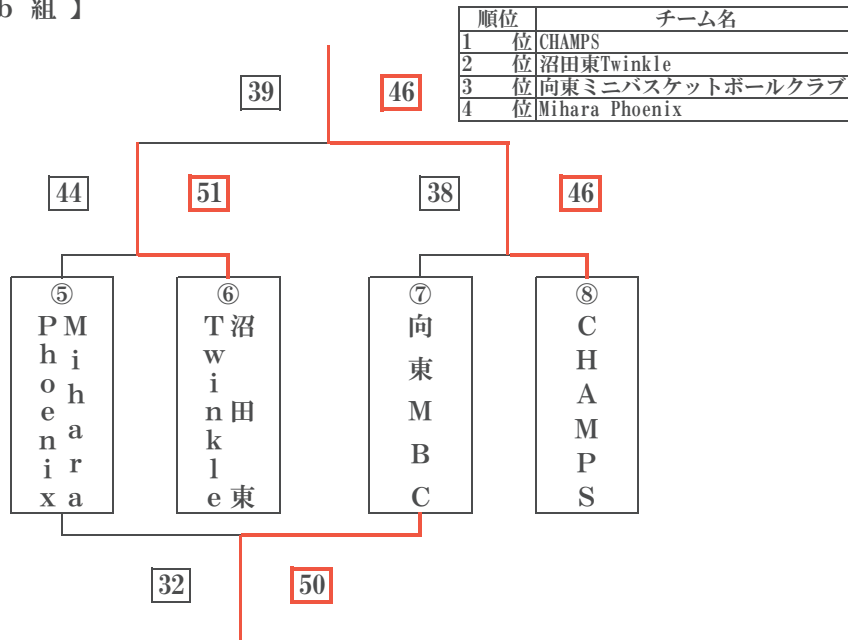 b 組 】
順位 チーム名
1 位 CHAMPS
2 位 沼田東Twinkle
3 位 向東ミニバスケットボールクラブ
4 位 Mihara Phoenix
39 46
44 51 38 46
⑤ Mihara Phoenix
⑥ 沼田東 Twinkle
⑦ 向東MBC
⑧ CHAMPS
32 50